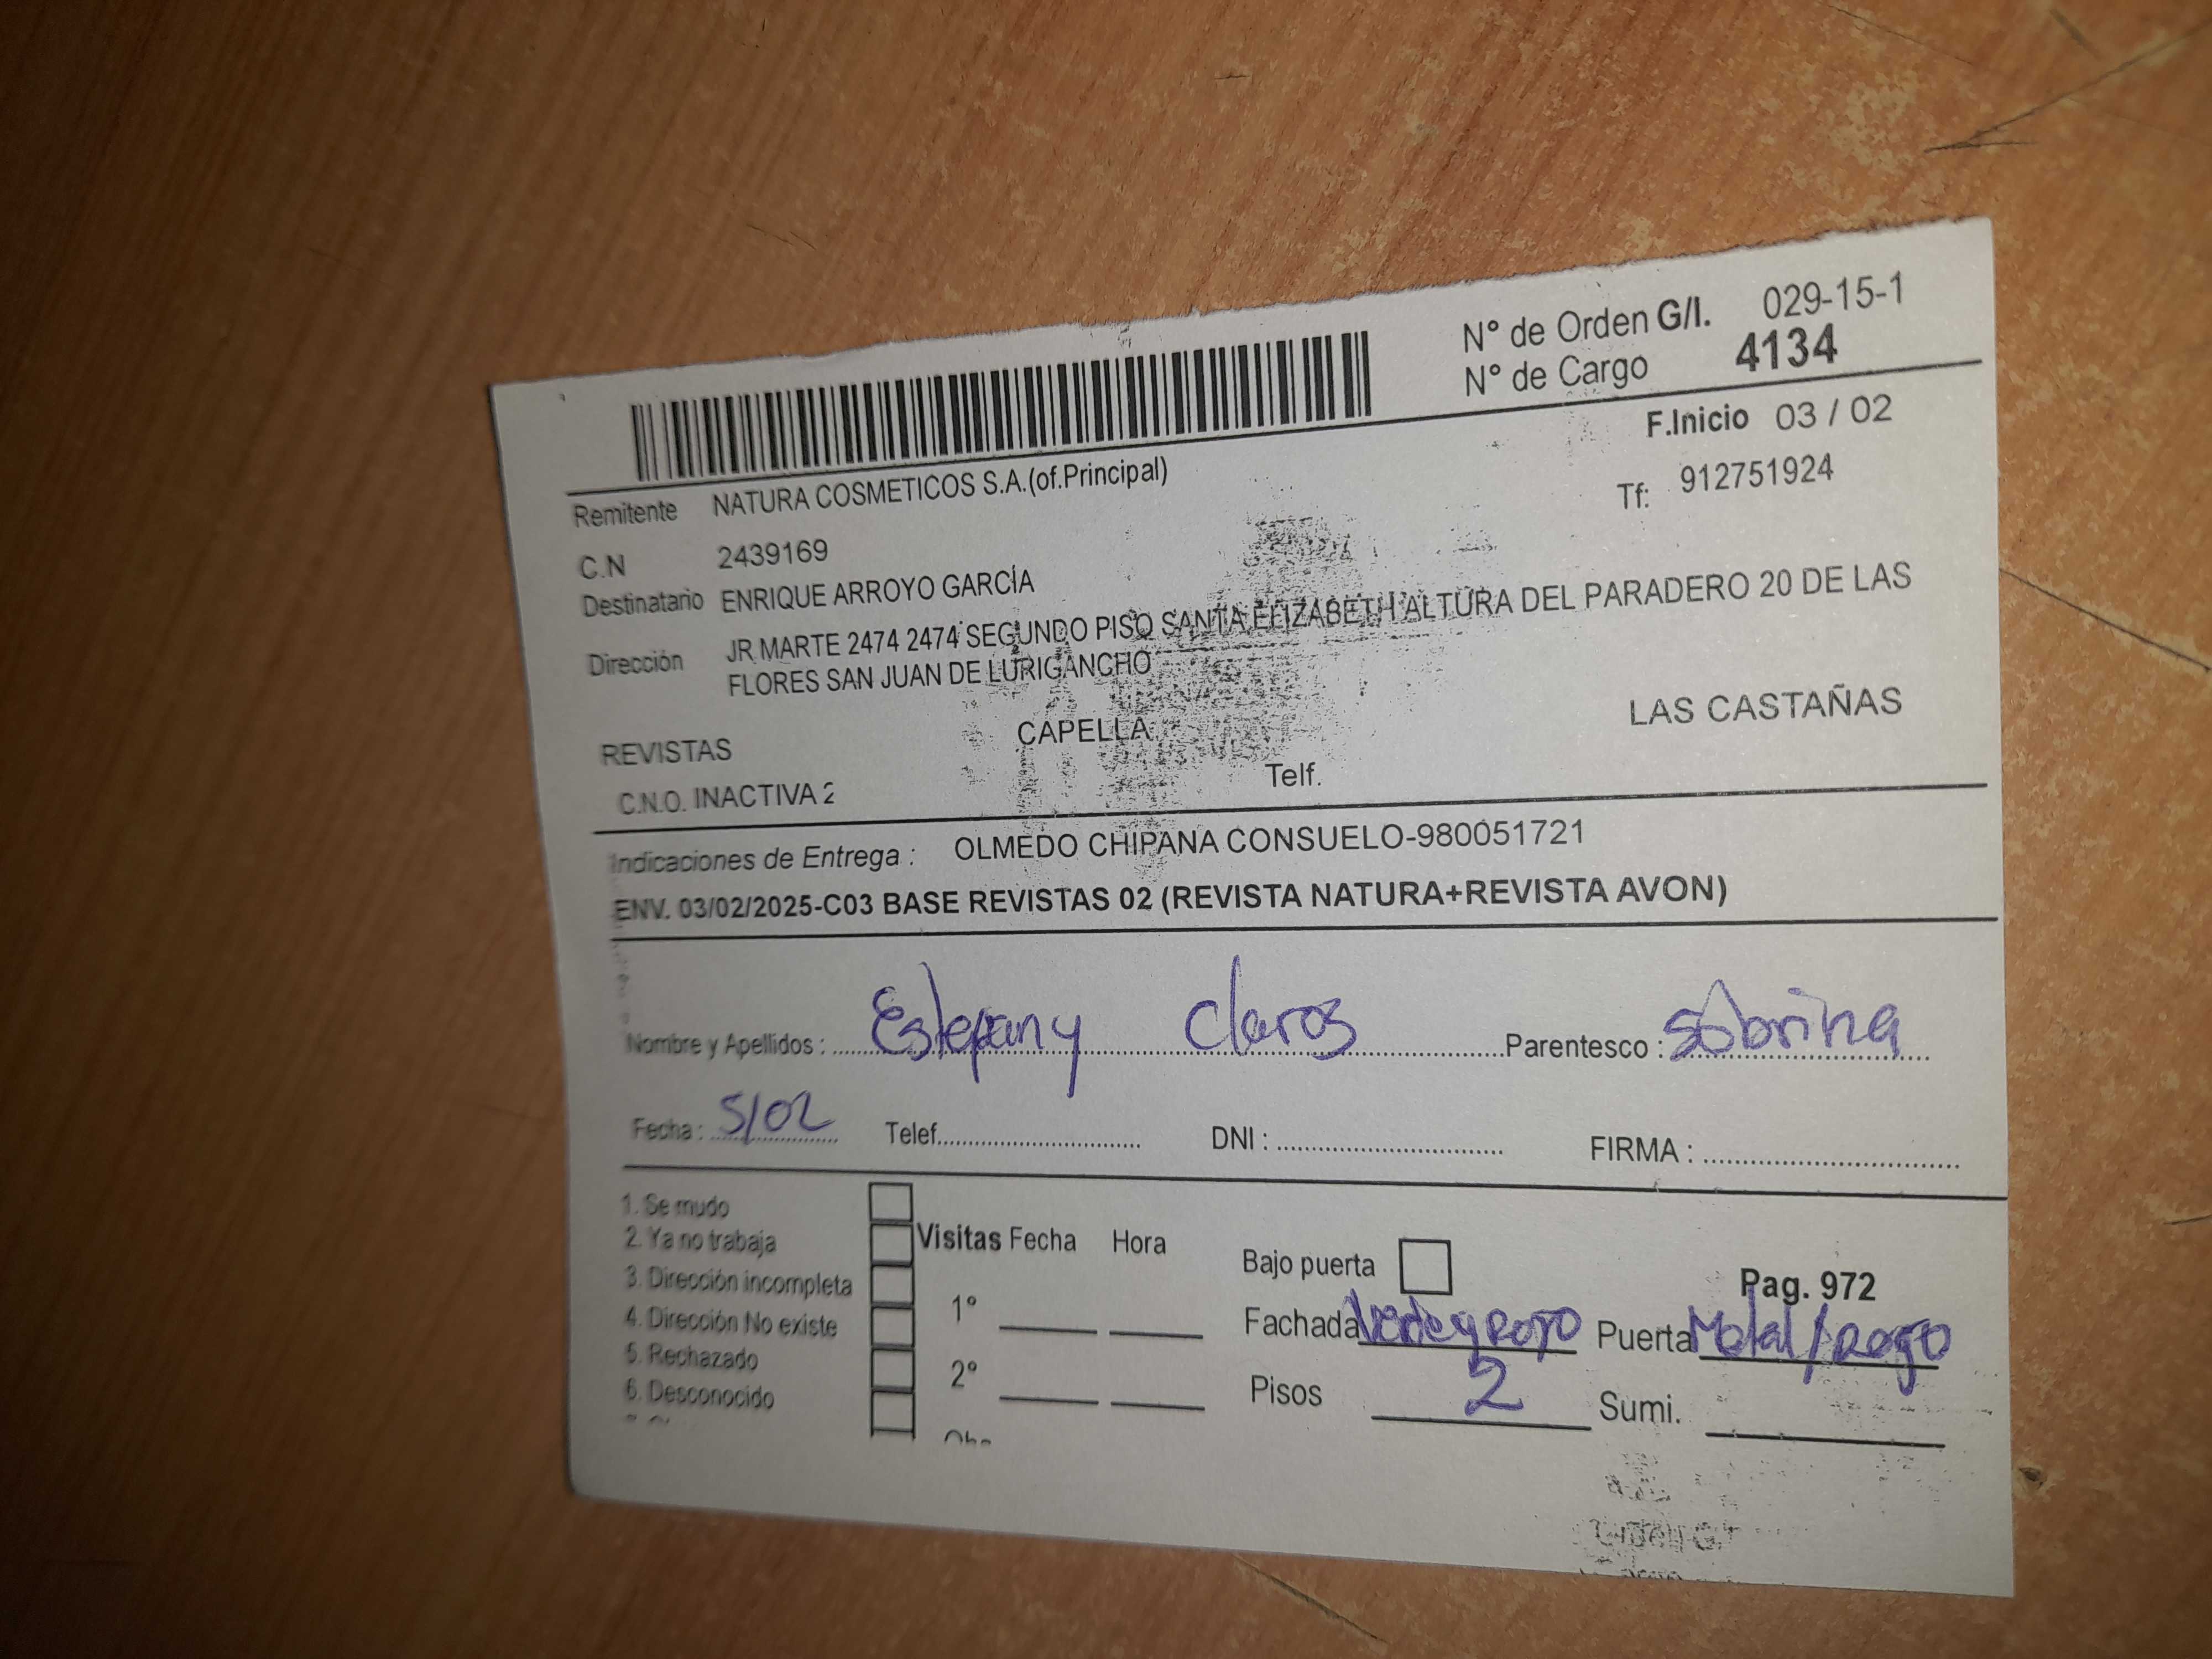 N° de Orden G/I. 029-15-1
N° de Cargo 4134
F.Inicio 03 / 02
Remitente NATURA COSMETICOS S.A.(of.Principal)
Tf: 912751924
C.N 2439169
Destinatario ENRIQUE ARROYO GARCÍA
Dirección JR MARTE 2474 2474 SEGUNDO PISO SANTA ELIZABETH ALTURA DEL PARADERO 20 DE LAS
FLORES SAN JUAN DE LURIGANCHO
REVISTAS CAPELLA LAS CASTAÑAS
C.N.O. INACTIVA 2 Telf.
Indicaciones de Entrega : OLMEDO CHIPANA CONSUELO-980051721
ENV. 03/02/2025-C03 BASE REVISTAS 02 (REVISTA NATURA+REVISTA AVON)
Nombre y Apellidos : Estepany Claros Parentesco : Sobrina
Fecha : 5/02 Telef. DNI : FIRMA :
1. Se mudo
2. Ya no trabaja
3. Dirección incompleta
4. Dirección No existe
5. Rechazado
6. Desconocido
Visitas Fecha Hora
1°
2°
Bajo puerta
Pag. 972
Fachada Verde y Rojo Puerta Metal/Rojo
Pisos 2 Sumi.